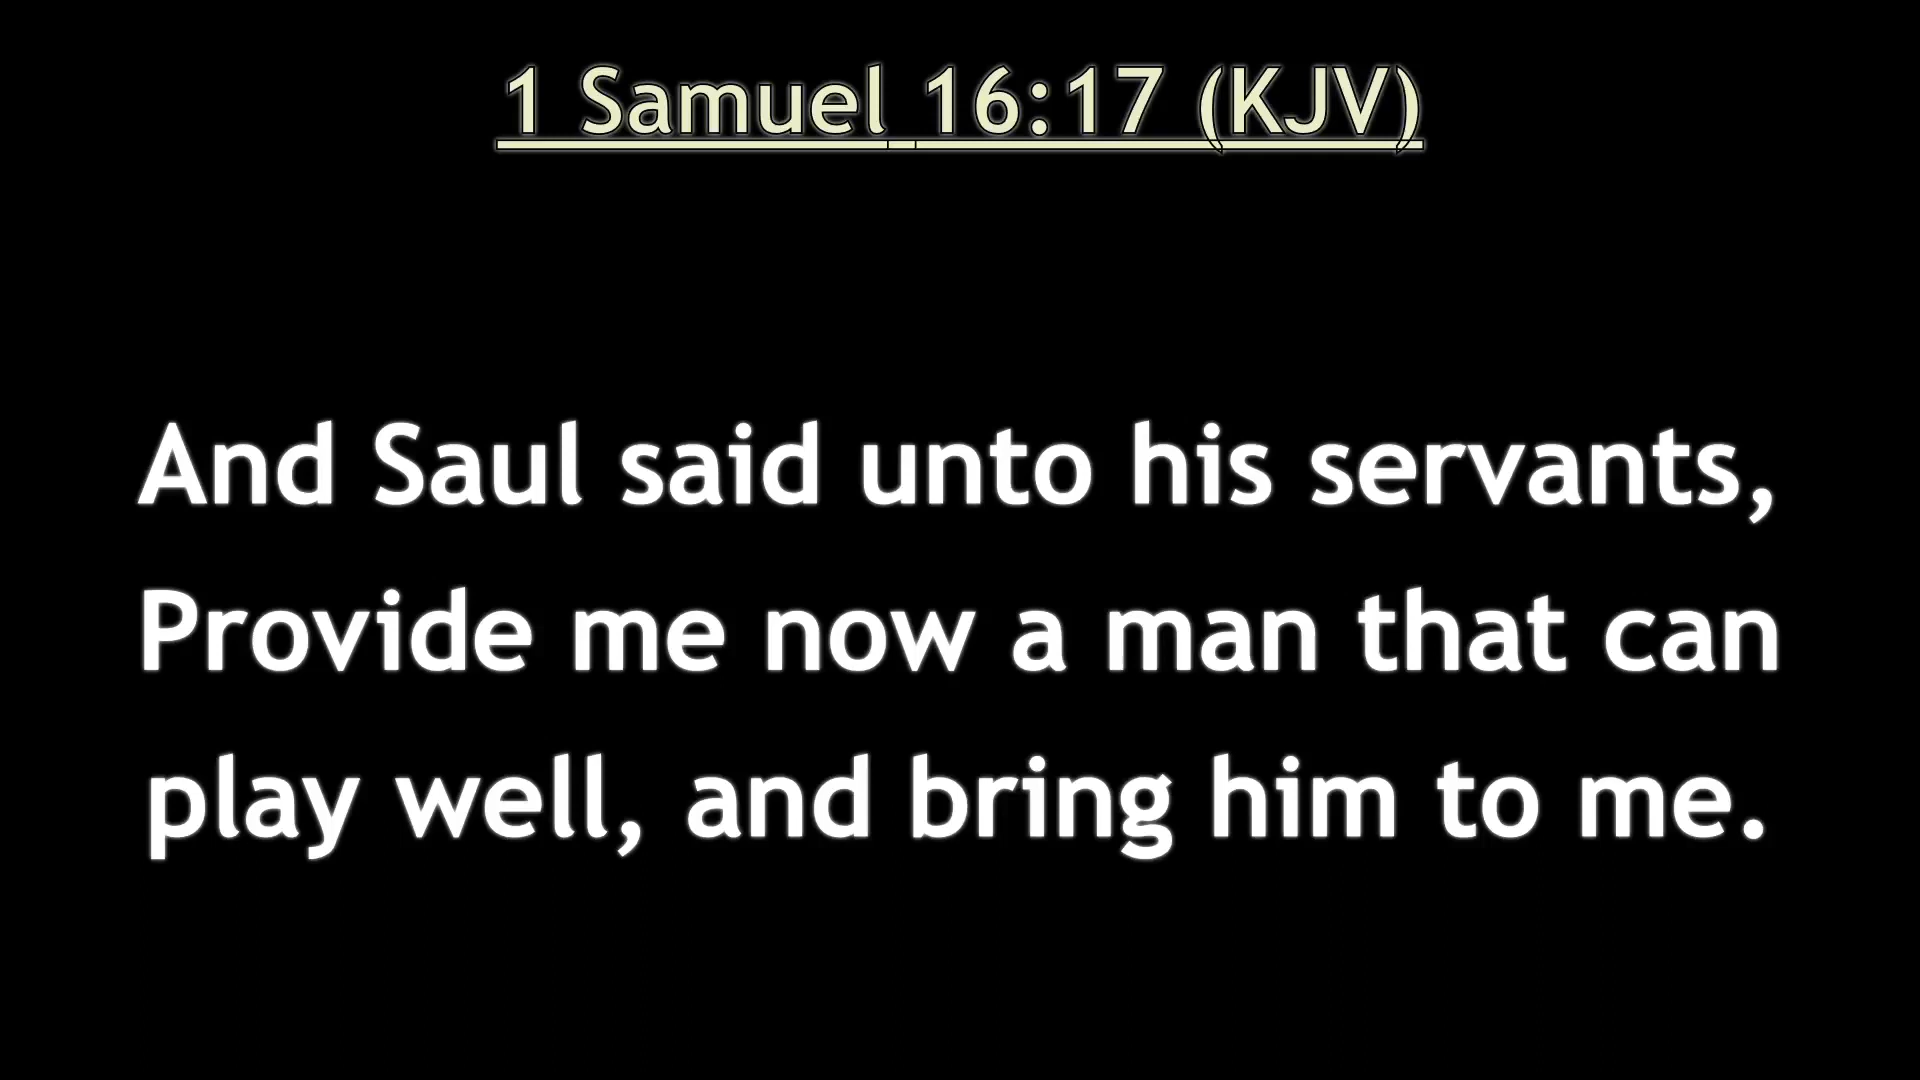 1 Samuel 16:17 (KJV)
And Saul said unto his servants,
Provide me now a man that can
play well, and bring him to me.